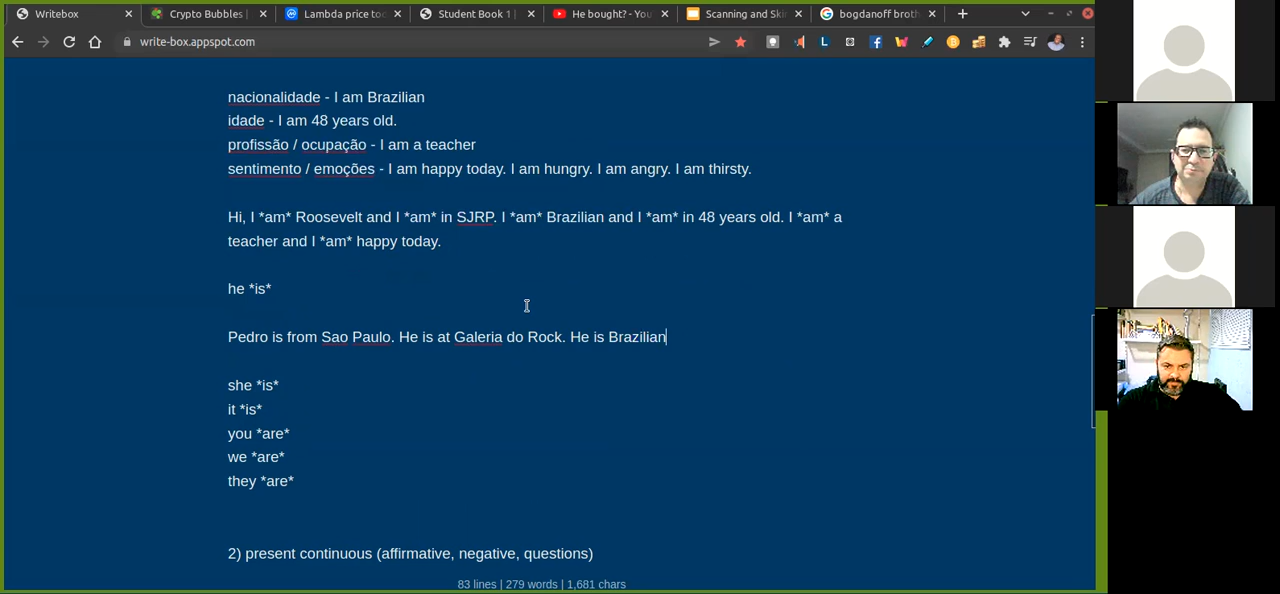 Writebox
Crypto Bubbles |
Lambda price to
Student Book 1 |
He bought? - You
Scanning and Ski
bogdanoff broth
write-box.appspot.com
nacionalidade - I am Brazilian
idade - I am 48 years old.
profissão / ocupação - I am a teacher
sentimento / emoções - I am happy today. I am hungry. I am angry. I am thirsty.
Hi, I *am* Roosevelt and I *am* in SJRP. I *am* Brazilian and I *am* in 48 years old. I *am* a
teacher and I *am* happy today.
he *is*
Pedro is from Sao Paulo. He is at Galeria do Rock. He is Brazilian
she *is*
it *is*
you *are*
we *are*
they *are*
2) present continuous (affirmative, negative, questions)
83 lines | 279 words | 1,681 chars